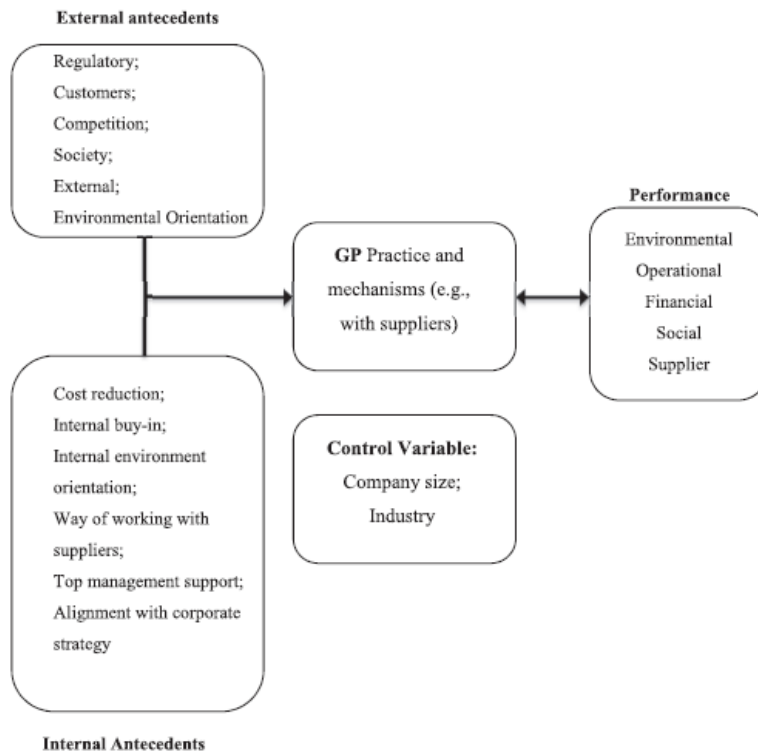 External antecedents
Regulatory;
Customers;
Competition;
Society;
External;
Environmental Orientation
GP Practice and
mechanisms (e.g.,
with suppliers)
Performance
Environmental
Operational
Financial
Social
Supplier
Cost reduction;
Internal buy-in;
Internal environment
orientation;
Way of working with
suppliers;
Top management support;
Alignment with corporate
strategy
Control Variable:
Company size;
Industry
Internal Antecedents